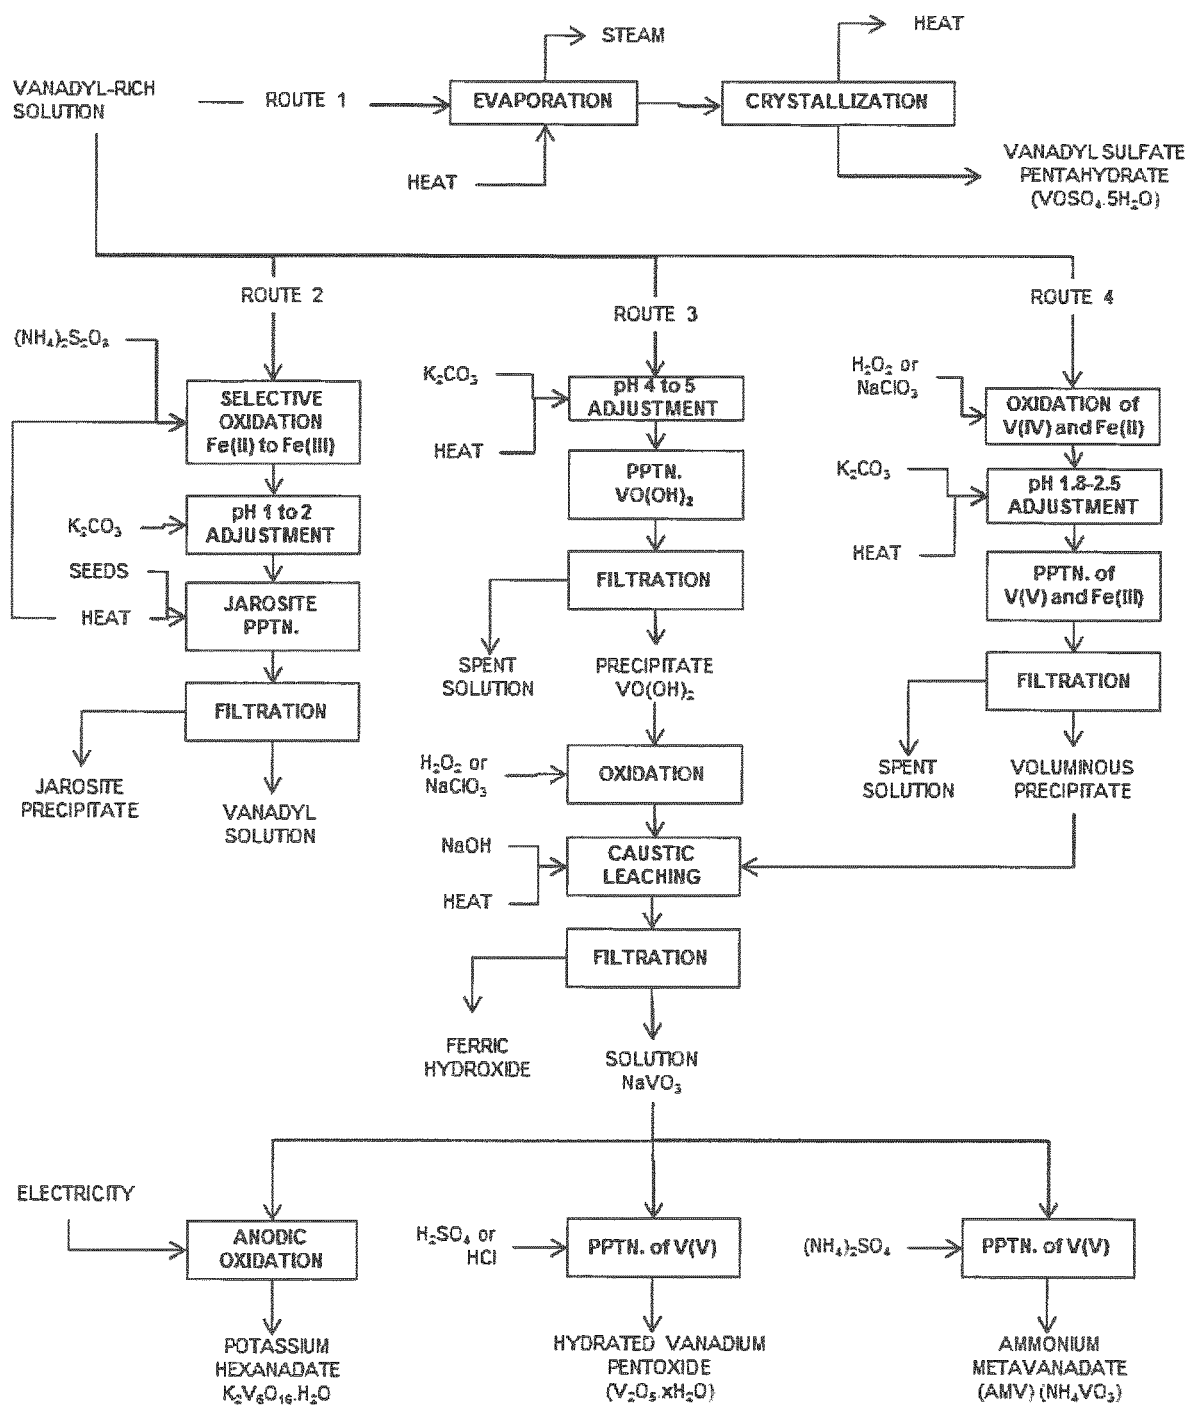 STEAM
HEAT
VANADYL-RICH
SOLUTION
ROUTE 1
EVAPORATION
CRYSTALLIZATION
HEAT
VANADYL SULFATE
PENTAHYDRATE
(VOSO₄.5H₂O)
ROUTE 2
ROUTE 3
ROUTE 4
(NH₄)₂S₂O₈
SELECTIVE
OXIDATION
Fe(II) to Fe(III)
K₂CO₃
pH 1 to 2
ADJUSTMENT
SEEDS
HEAT
JAROSITE
PPTN.
FILTRATION
JAROSITE
PRECIPITATE
VANADYL
SOLUTION
K₂CO₃
pH 4 to 5
ADJUSTMENT
HEAT
PPTN.
VO(OH)₂
FILTRATION
SPENT
SOLUTION
PRECIPITATE
VO(OH)₂
H₂O₂ or
NaClO₃
OXIDATION
NaOH
CAUSTIC
LEACHING
HEAT
FILTRATION
FERRIC
HYDROXIDE
SOLUTION
NaVO₃
H₂O₂ or
NaClO₃
OXIDATION of
V(IV) and Fe(II)
K₂CO₃
pH 1.8-2.5
ADJUSTMENT
HEAT
PPTN. of
V(V) and Fe(III)
FILTRATION
SPENT
SOLUTION
VOLUMINOUS
PRECIPITATE
ELECTRICITY
ANODIC
OXIDATION
POTASSIUM
HEXANADATE
K₂V₆O₁₆.H₂O
H₂SO₄ or
HCl
PPTN. of V(V)
HYDRATED VANADIUM
PENTOXIDE
(V₂O₅.xH₂O)
(NH₄)₂SO₄
PPTN. of V(V)
AMMONIUM
METAVANADATE
(AMV) (NH₄VO₃)